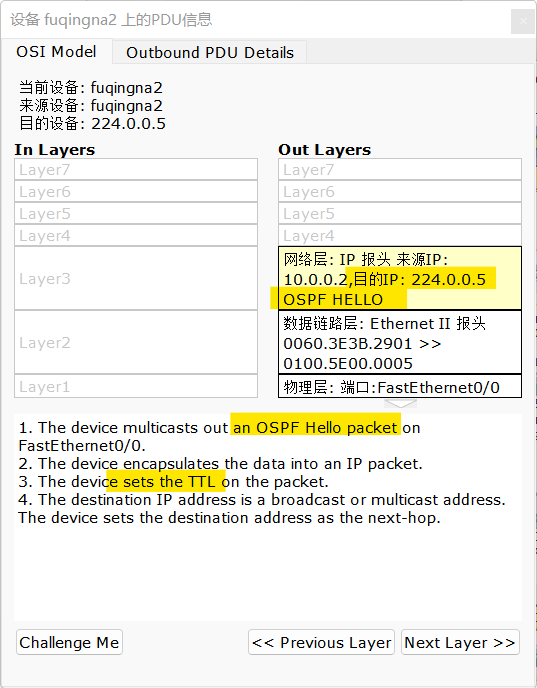 设备 fuqingna2 上的PDU信息
OSI Model
Outbound PDU Details
当前设备: fuqingna2
来源设备: fuqingna2
目的设备: 224.0.0.5
In Layers
Out Layers
Layer7
Layer7
Layer6
Layer6
Layer5
Layer5
Layer4
Layer4
Layer3
网络层: IP 报头 来源IP:
10.0.0.2,目的IP: 224.0.0.5
OSPF HELLO
Layer2
数据链路层: Ethernet II 报头
0060.3E3B.2901 >>
0100.5E00.0005
Layer1
物理层: 端口:FastEthernet0/0
1. The device multicasts out an OSPF Hello packet on
FastEthernet0/0.
2. The device encapsulates the data into an IP packet.
3. The device sets the TTL on the packet.
4. The destination IP address is a broadcast or multicast address.
The device sets the destination address as the next-hop.
Challenge Me
<< Previous Layer
Next Layer >>